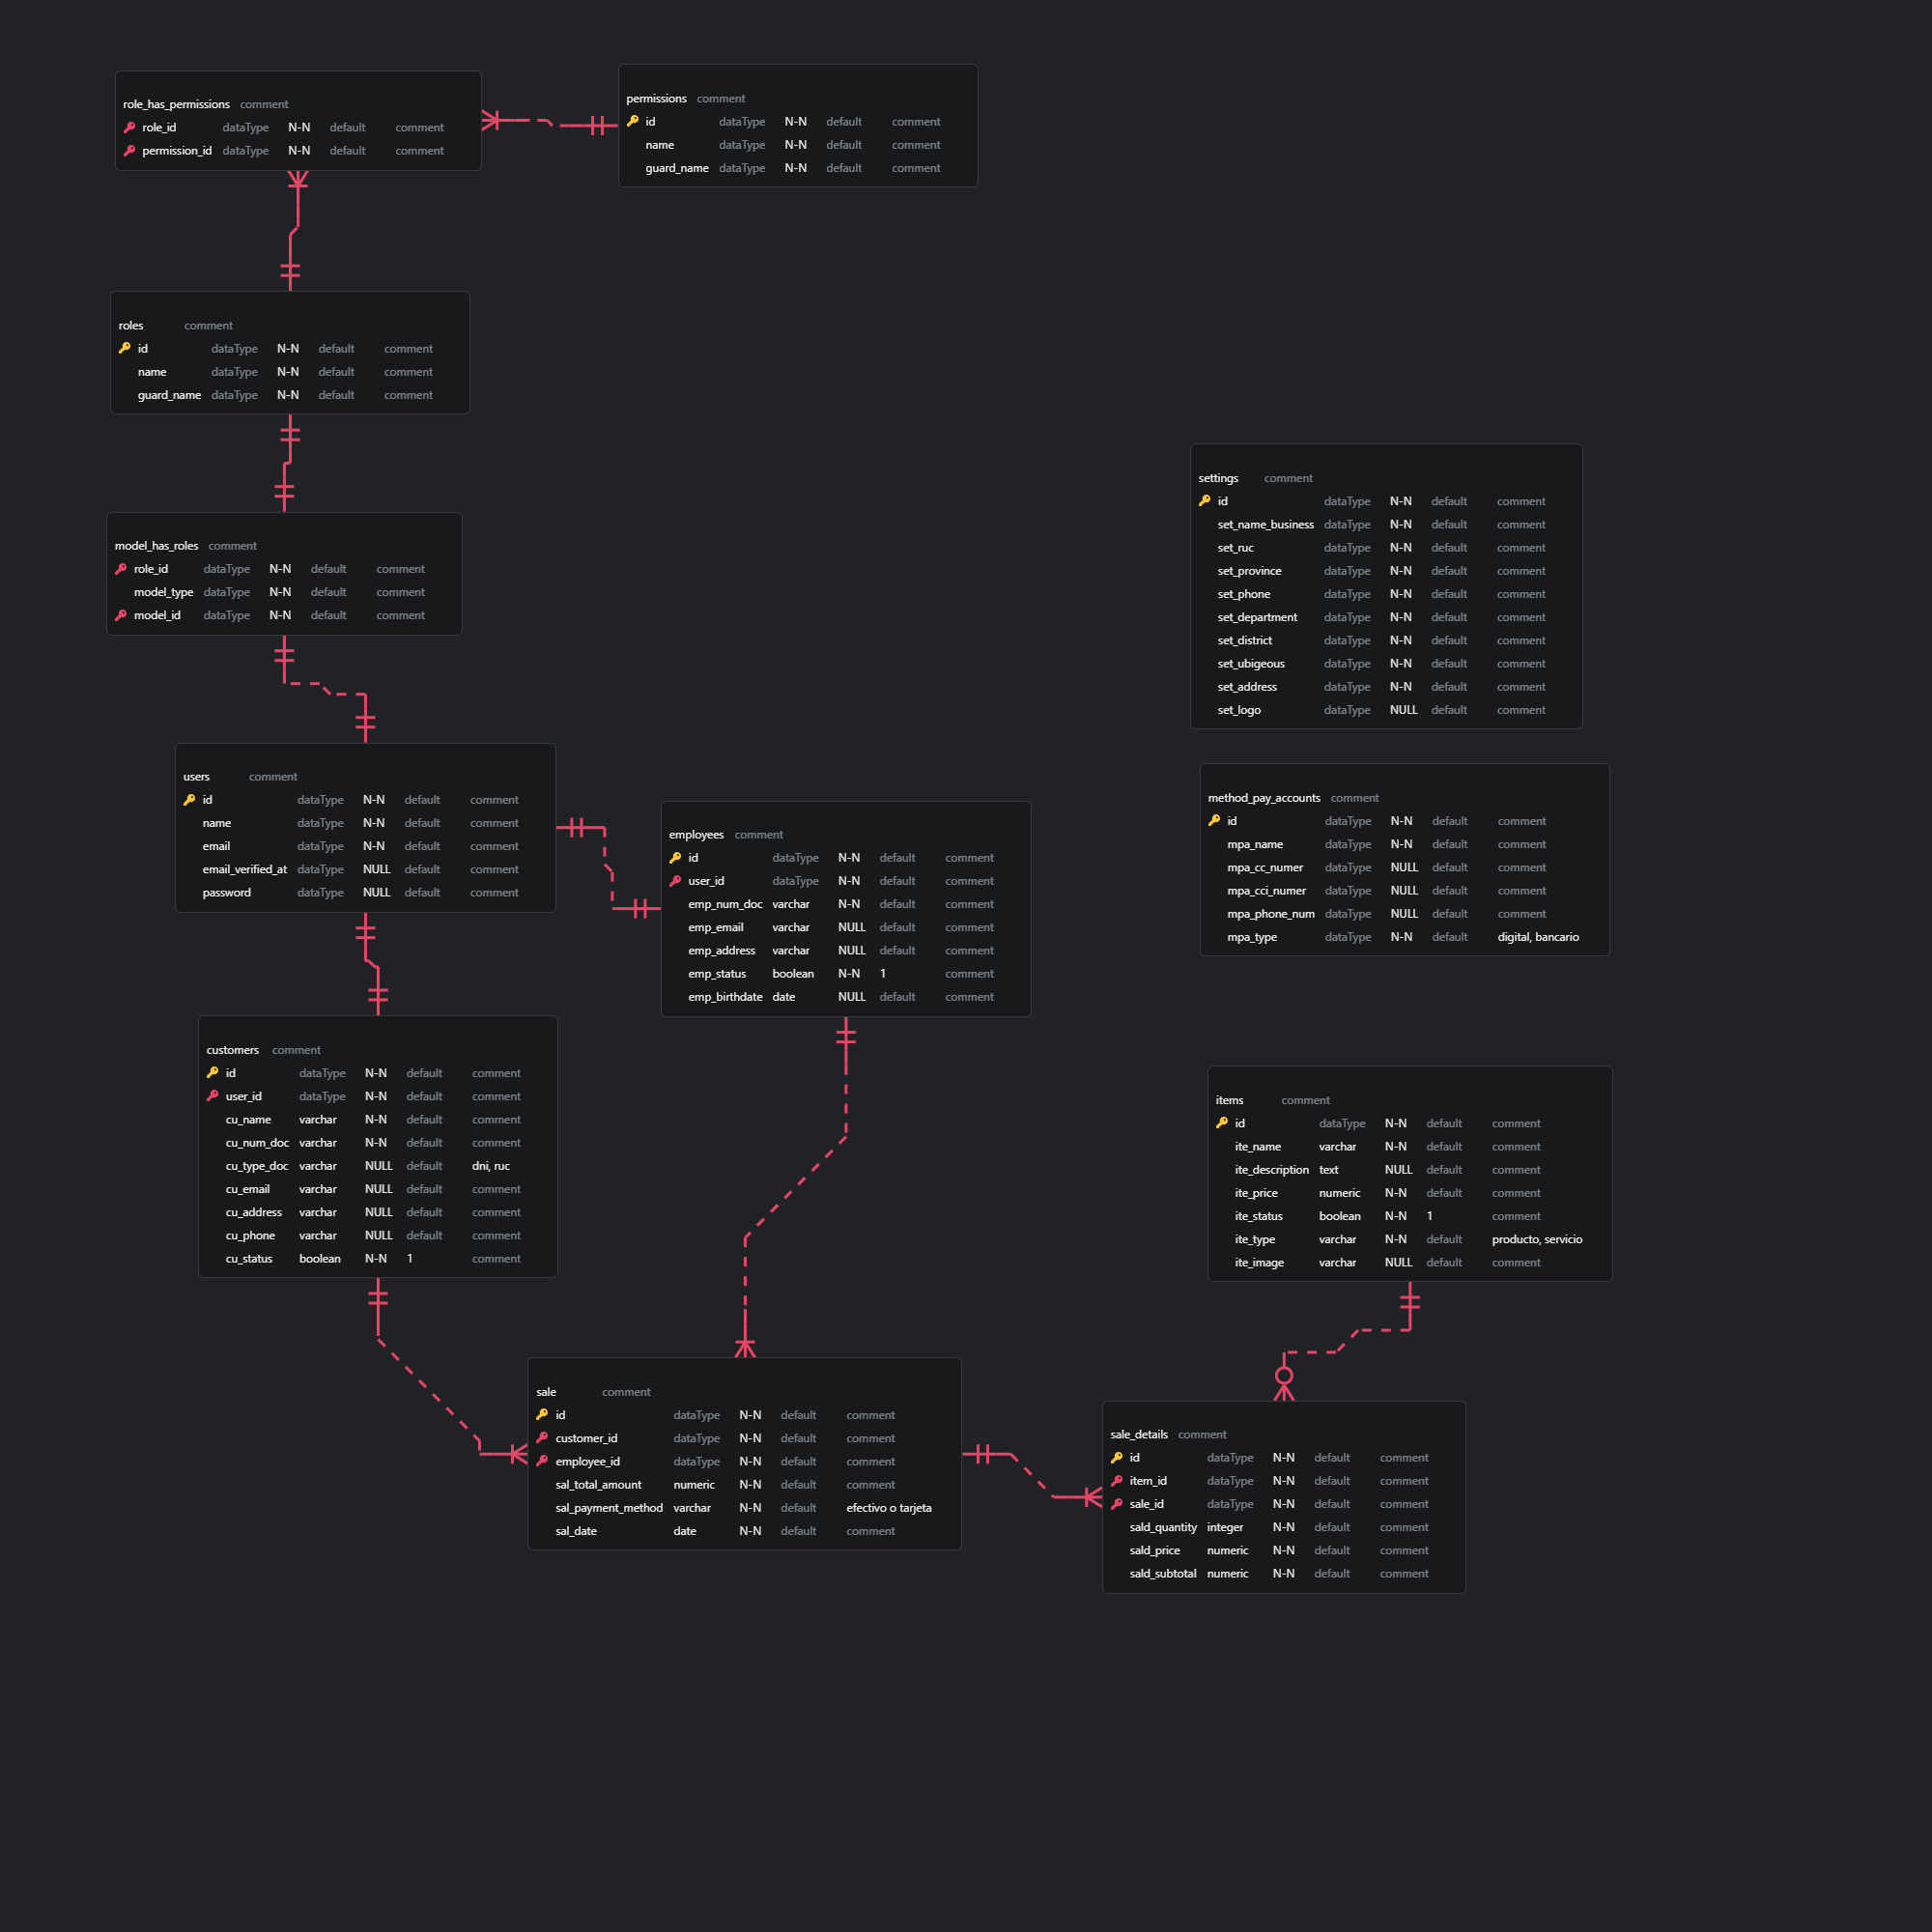 role_has_permissions comment
role_id dataType N-N default comment
permission_id dataType N-N default comment
permissions comment
id dataType N-N default comment
name dataType N-N default comment
guard_name dataType N-N default comment
roles comment
id dataType N-N default comment
name dataType N-N default comment
guard_name dataType N-N default comment
model_has_roles comment
role_id dataType N-N default comment
model_type dataType N-N default comment
model_id dataType N-N default comment
settings comment
id dataType N-N default comment
set_name_business dataType N-N default comment
set_ruc dataType N-N default comment
set_province dataType N-N default comment
set_phone dataType N-N default comment
set_department dataType N-N default comment
set_district dataType N-N default comment
set_ubigeous dataType N-N default comment
set_address dataType N-N default comment
set_logo dataType NULL default comment
users comment
id dataType N-N default comment
name dataType N-N default comment
email dataType N-N default comment
email_verified_at dataType NULL default comment
password dataType NULL default comment
employees comment
id dataType N-N default comment
user_id dataType N-N default comment
emp_num_doc varchar N-N default comment
emp_email varchar NULL default comment
emp_address varchar NULL default comment
emp_status boolean N-N 1 comment
emp_birthdate date NULL default comment
method_pay_accounts comment
id dataType N-N default comment
mpa_name dataType N-N default comment
mpa_cc_numer dataType NULL default comment
mpa_cci_numer dataType NULL default comment
mpa_phone_num dataType NULL default comment
mpa_type dataType N-N default digital, bancario
customers comment
id dataType N-N default comment
user_id dataType N-N default comment
cu_name varchar N-N default comment
cu_num_doc varchar N-N default comment
cu_type_doc varchar NULL default dni, ruc
cu_email varchar NULL default comment
cu_address varchar NULL default comment
cu_phone varchar NULL default comment
cu_status boolean N-N 1 comment
items comment
id dataType N-N default comment
ite_name varchar N-N default comment
ite_description text NULL default comment
ite_price numeric N-N default comment
ite_status boolean N-N 1 comment
ite_type varchar N-N default producto, servicio
ite_image varchar NULL default comment
sale comment
id dataType N-N default comment
customer_id dataType N-N default comment
employee_id dataType N-N default comment
sal_total_amount numeric N-N default comment
sal_payment_method varchar N-N default efectivo o tarjeta
sal_date date N-N default comment
sale_details comment
id dataType N-N default comment
item_id dataType N-N default comment
sale_id dataType N-N default comment
sald_quantity integer N-N default comment
sald_price numeric N-N default comment
sald_subtotal numeric N-N default comment